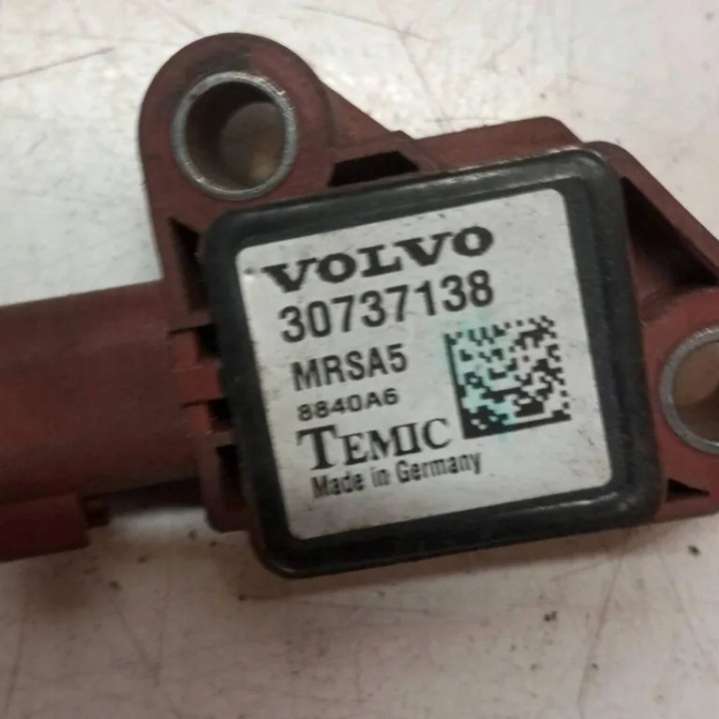 VOLVO
30737138
MRSA5
8840A6
TEMIC
Made in Germany